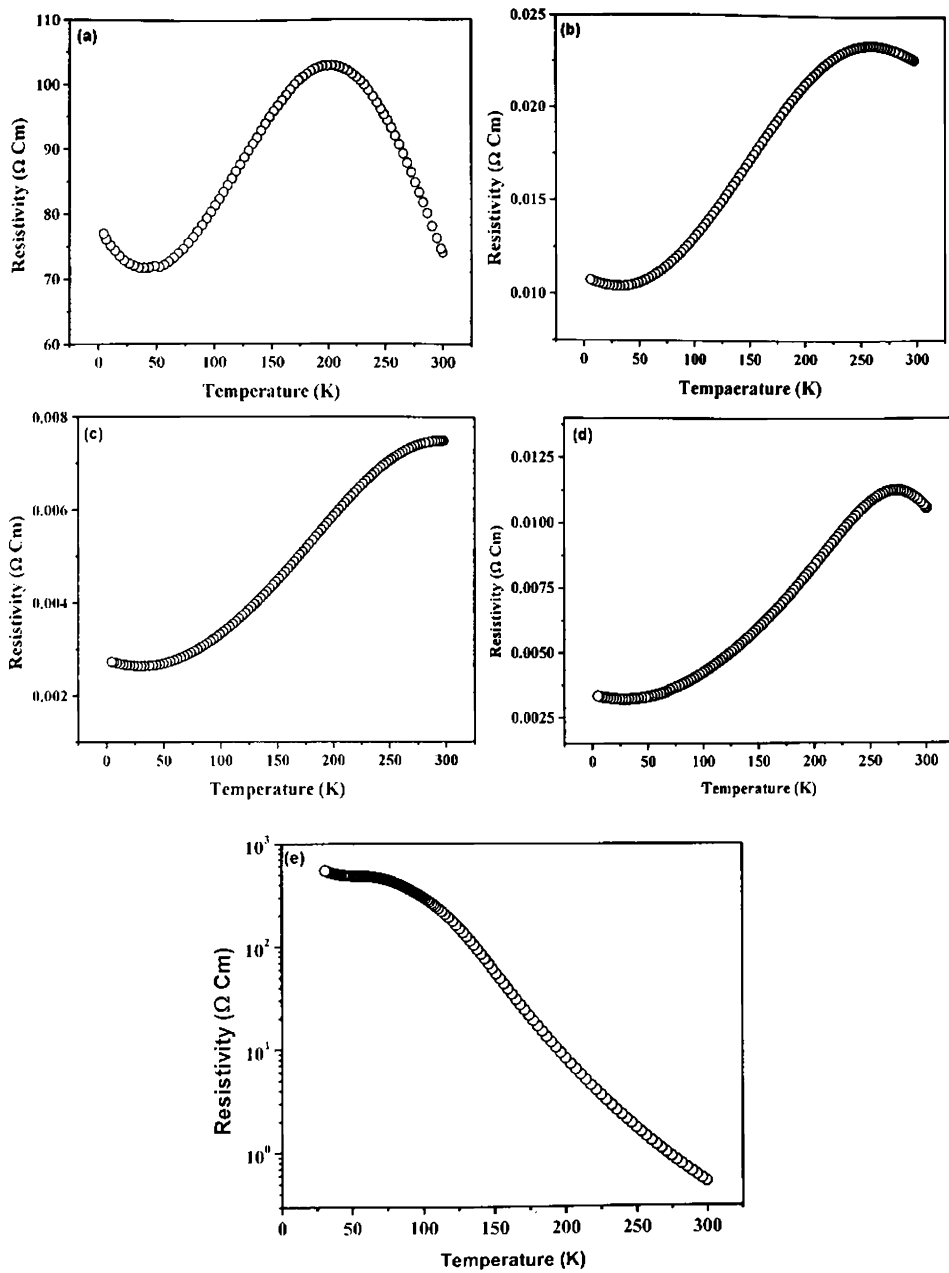 (a)
110
100
90
80
70
60
Resistivity (Ω Cm)
0 50 100 150 200 250 300
Temperature (K)
(b)
0.025
0.020
0.015
0.010
Resistivity (Ω Cm)
0 50 100 150 200 250 300
Tempaerature (K)
(c)
0,008
0,006
0,004
0,002
Resistivity (Ω Cm)
0 50 100 150 200 250 300
Temperature (K)
(d)
0.0125
0.0100
0.0075
0.0050
0.0025
Resistivity (Ω Cm)
0 50 100 150 200 250 300
Temperature (K)
(e)
10³
10²
10¹
10⁰
Resistivity (Ω Cm)
0 50 100 150 200 250 300
Temperature (K)